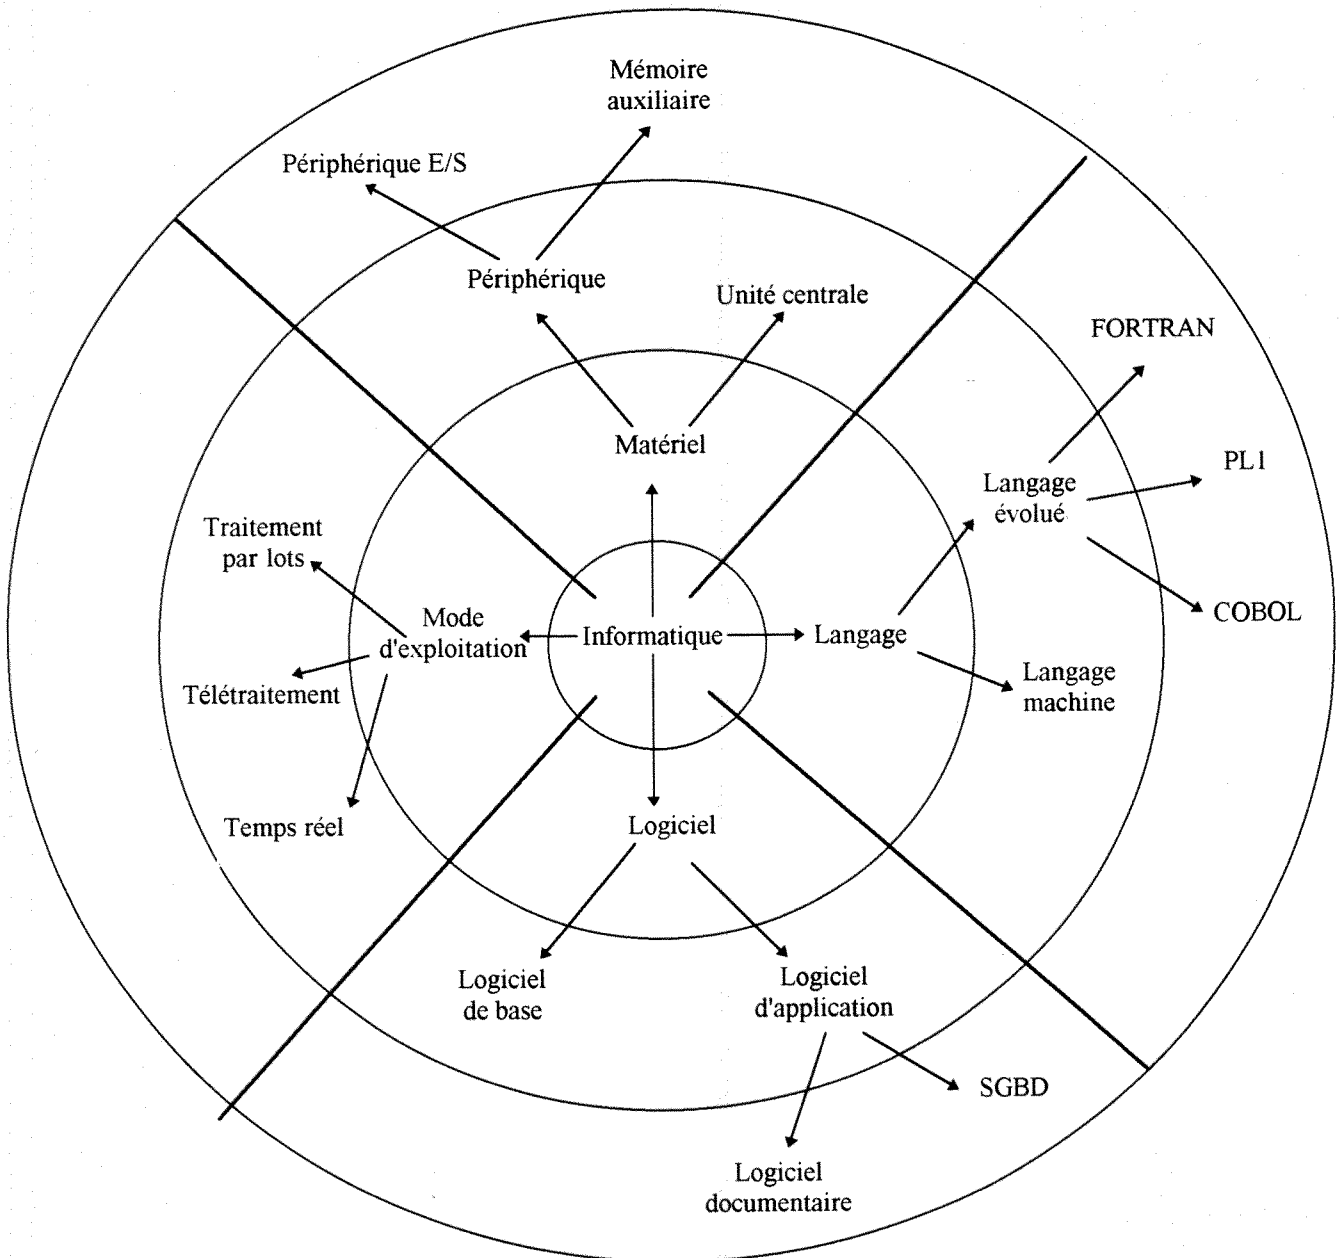 Mémoire
auxiliaire
Périphérique E/S
Périphérique
Unité centrale
FORTRAN
Matériel
PL1
Langage
évolué
Traitement
par lots
COBOL
Mode
d'exploitation
Informatique
Langage
Langage
machine
Télétraitement
Temps réel
Logiciel
Logiciel
de base
Logiciel
d'application
SGBD
Logiciel
documentaire